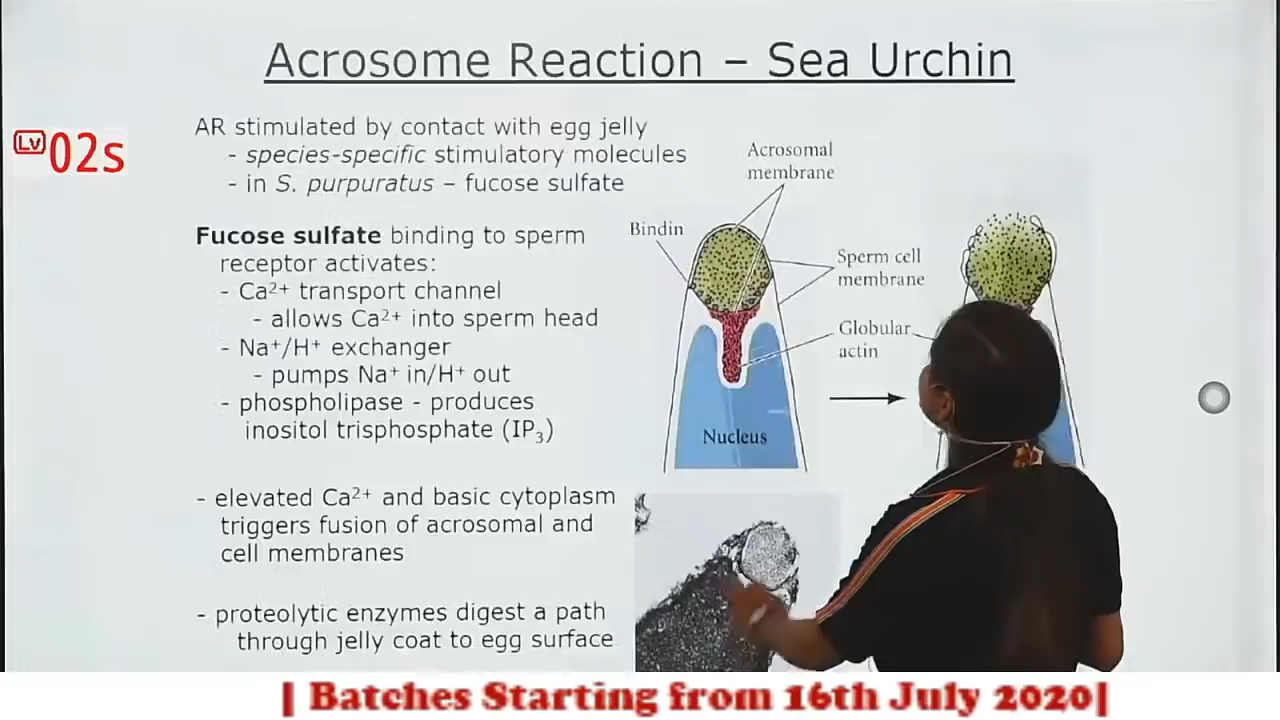 Acrosome Reaction – Sea Urchin
Lv 02s
AR stimulated by contact with egg jelly
- species-specific stimulatory molecules
- in S. purpuratus – fucose sulfate
Fucose sulfate binding to sperm
receptor activates:
- Ca²⁺ transport channel
- allows Ca²⁺ into sperm head
- Na⁺/H⁺ exchanger
- pumps Na⁺ in/H⁺ out
- phospholipase - produces
inositol trisphosphate (IP₃)
- elevated Ca²⁺ and basic cytoplasm
triggers fusion of acrosomal and
cell membranes
- proteolytic enzymes digest a path
through jelly coat to egg surface
Acrosomal
membrane
Bindin
Sperm cell
membrane
Globular
actin
Nucleus
| Batches Starting from 16th July 2020|